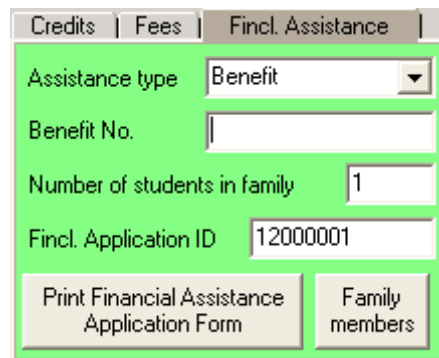 Credits Fees Fincl. Assistance
Assistance type Benefit
Benefit No.
Number of students in family 1
Fincl. Application ID 12000001
Print Financial Assistance
Application Form
Family
members